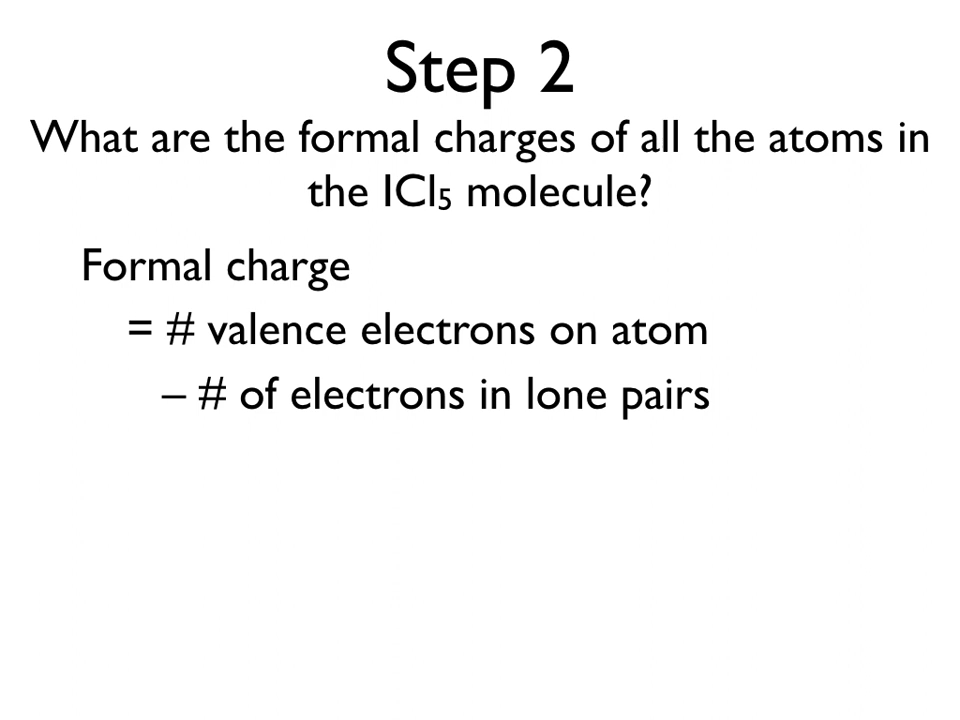 Step 2
What are the formal charges of all the atoms in
the ICl₅ molecule?
Formal charge
= # valence electrons on atom
– # of electrons in lone pairs